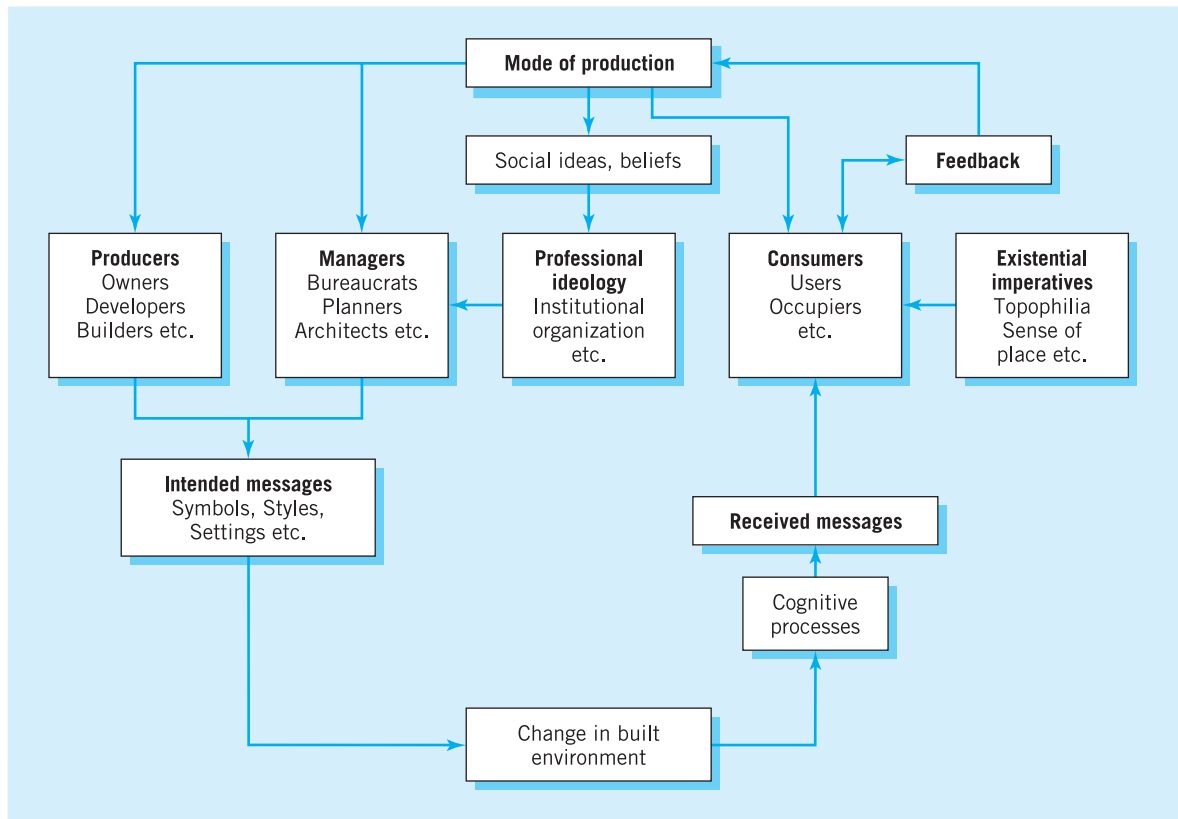 Mode of production
Social ideas, beliefs
Feedback
Producers
Owners
Developers
Builders etc.
Managers
Bureaucrats
Planners
Architects etc.
Professional
ideology
Institutional
organization
etc.
Consumers
Users
Occupiers
etc.
Existential
imperatives
Topophilia
Sense of
place etc.
Intended messages
Symbols, Styles,
Settings etc.
Received messages
Cognitive
processes
Change in built
environment